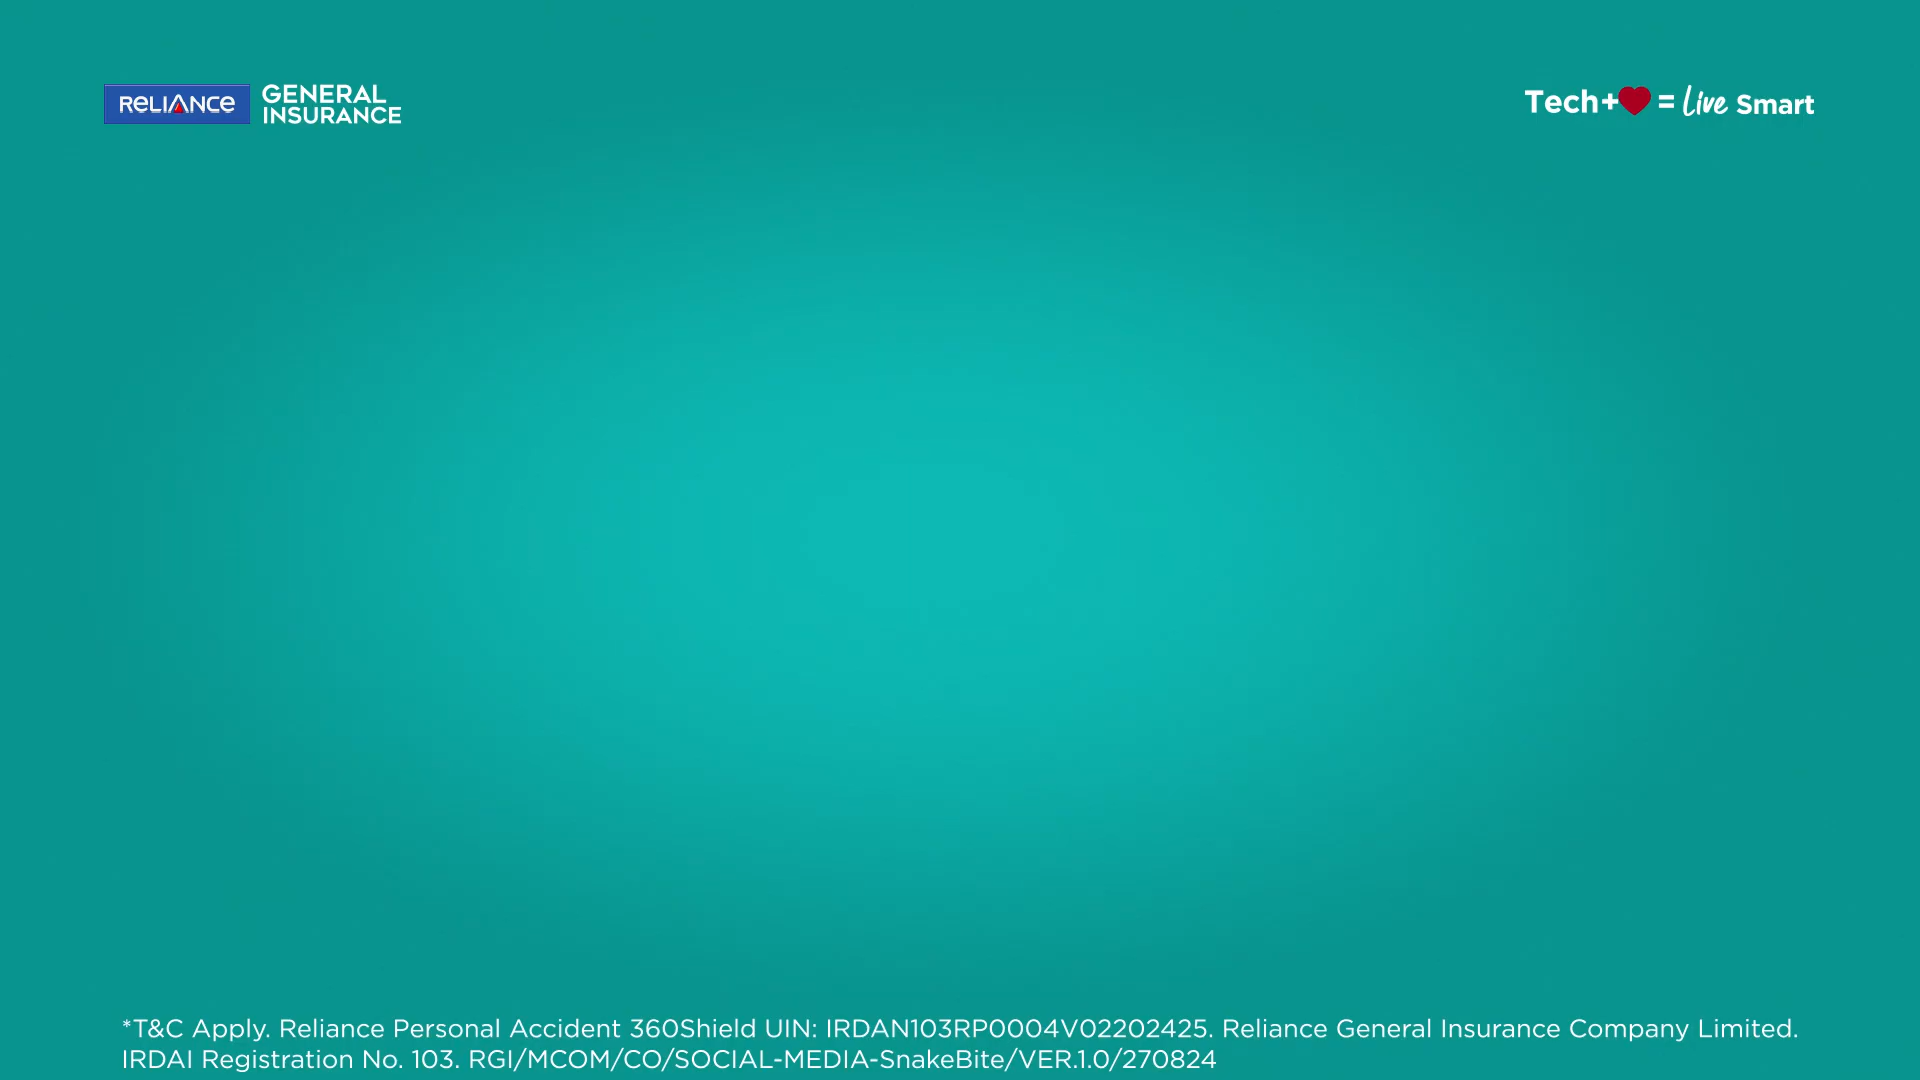 RELIANCE GENERAL INSURANCE
Tech+❤ = Live Smart
*T&C Apply. Reliance Personal Accident 360Shield UIN: IRDAN103RP0004V02202425. Reliance General Insurance Company Limited.
IRDAI Registration No. 103. RGI/MCOM/CO/SOCIAL-MEDIA-SnakeBite/VER.1.0/270824